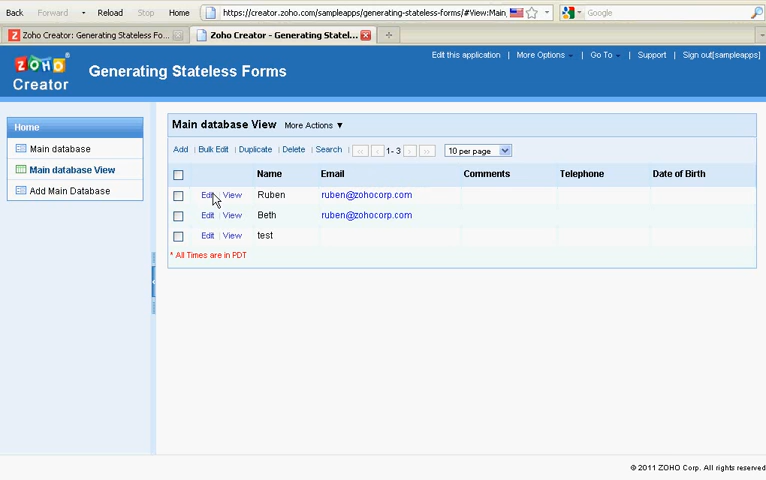 Back Forward Stop Reload Home https://creator.zoho.com/sampleapps/generating-stateless-forms/#View:Main_ Google
Zoho Creator: Generating Stateless Fo... Zoho Creator - Generating Statel...
Edit this application More Options Go To Support Sign out[sampleapps]
ZOHO
Creator
Generating Stateless Forms
Home
Main database
Main database View
Add Main Database
Main database View More Actions ▼
Add Bulk Edit Duplicate Delete Search 1- 3 10 per page
Name Email Comments Telephone Date of Birth
Edit View Ruben ruben@zohocorp.com
Edit View Beth ruben@zohocorp.com
Edit View test
* All Times are in PDT
© 2011 ZOHO Corp. All rights reserved